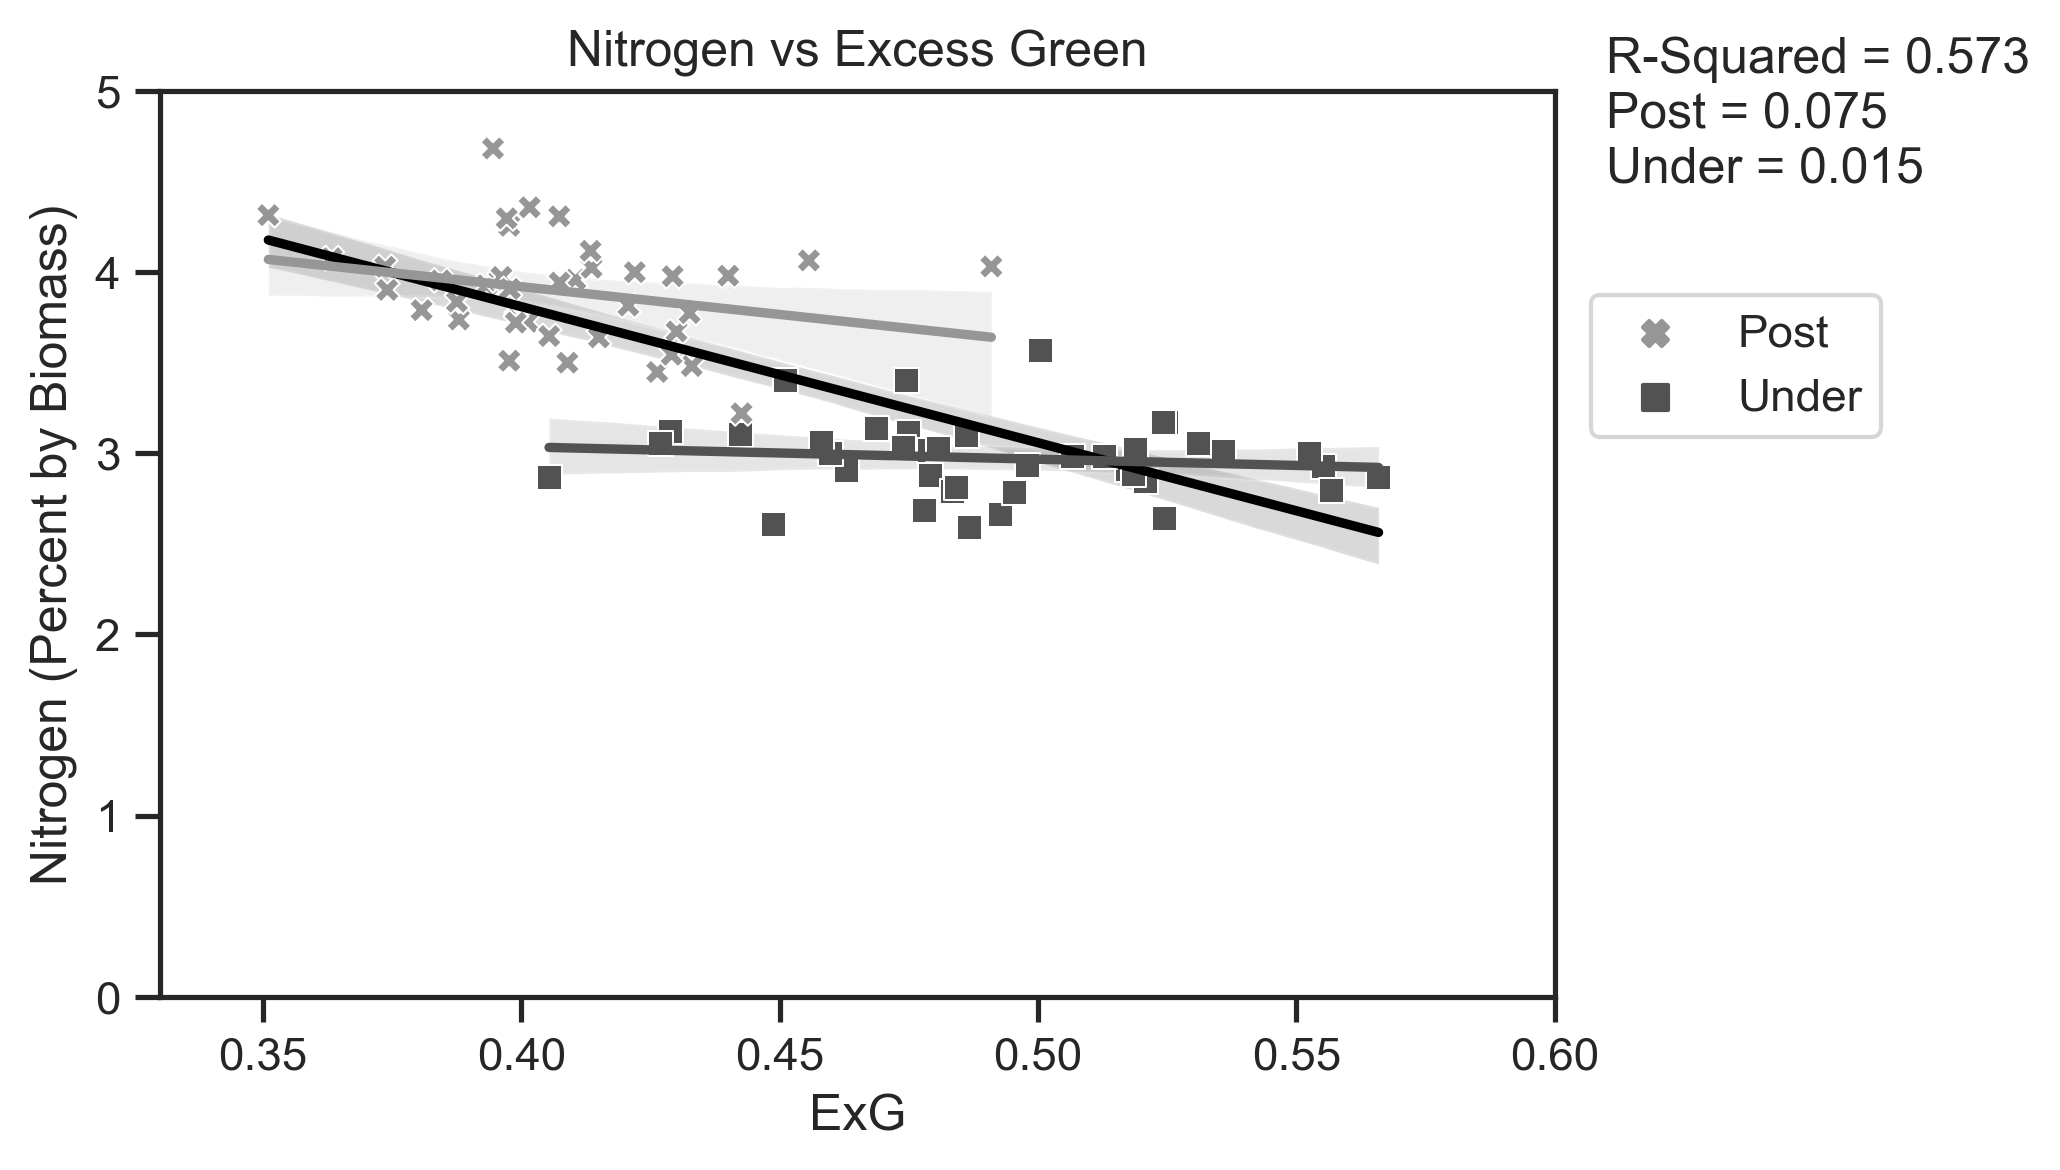 Nitrogen vs Excess Green
R-Squared = 0.573
Post = 0.075
Under = 0.015
Post
Under
Nitrogen (Percent by Biomass)
5
4
3
2
1
0
0.35 0.40 0.45 0.50 0.55 0.60
ExG